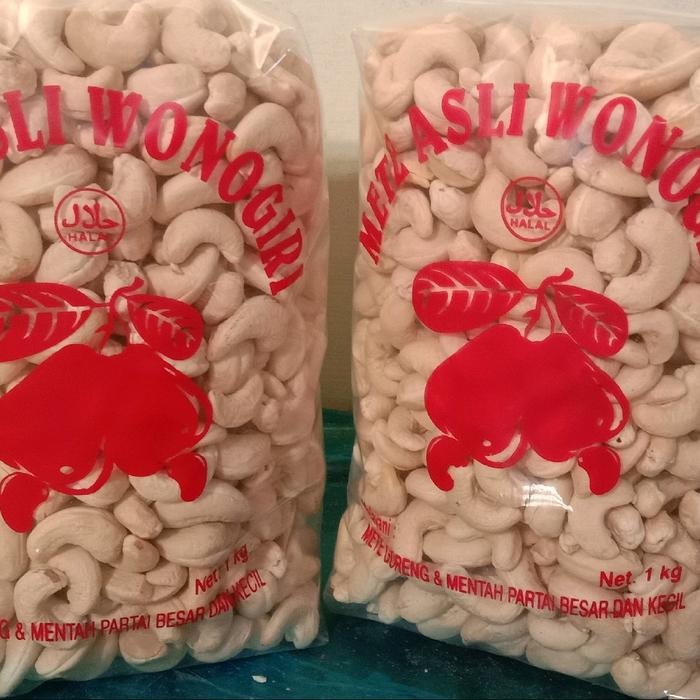 ASLI WONOGIRI
حلال
HALAL
Net. 1 kg
& MENTAH PARTAI BESAR DAN KECIL
METE ASLI WONOG
حلال
HALAL
METE GORENG & MENTAH PARTAI BESAR DAN KECIL
Net. 1 kg